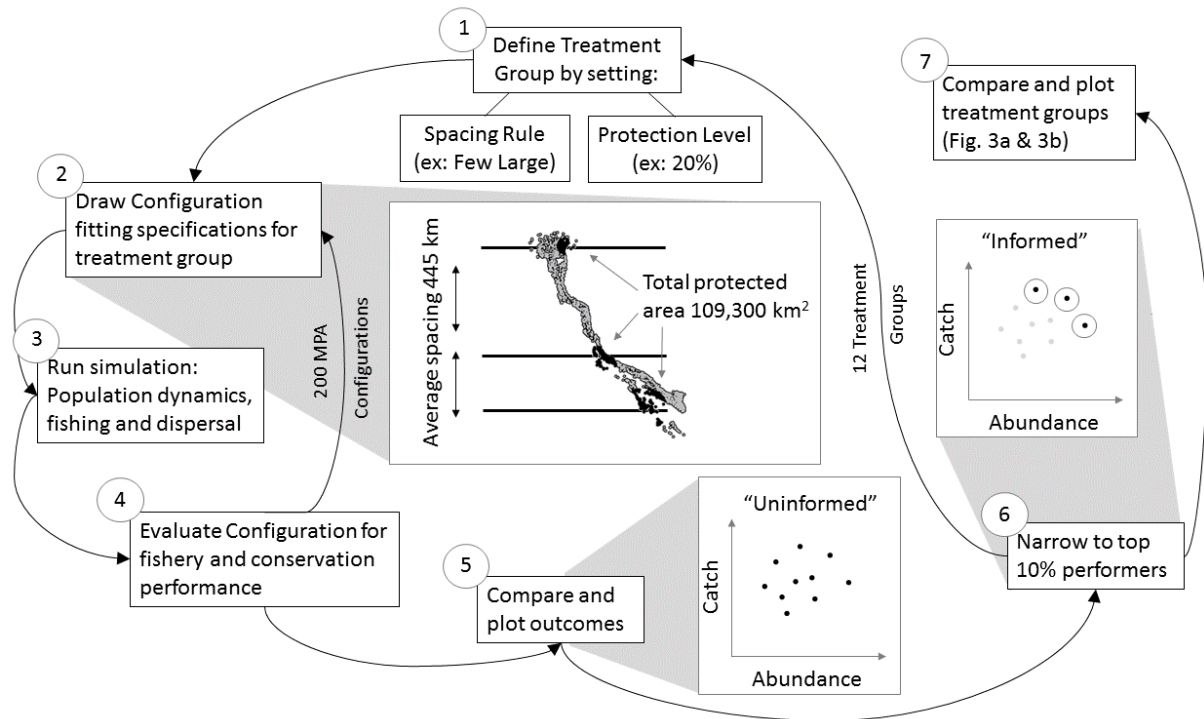 1
Define Treatment
Group by setting:
Spacing Rule
(ex: Few Large)
Protection Level
(ex: 20%)
2
Draw Configuration
fitting specifications for
treatment group
3
Run simulation:
Population dynamics,
fishing and dispersal
200 MPA
Configurations
4
Evaluate Configuration for
fishery and conservation
performance
Average spacing 445 km
Total protected
area 109,300 km²
5
Compare and
plot outcomes
"Uninformed"
Catch
Abundance
6
Narrow to top
10% performers
12 Treatment
Groups
"Informed"
Catch
Abundance
7
Compare and plot
treatment groups
(Fig. 3a & 3b)